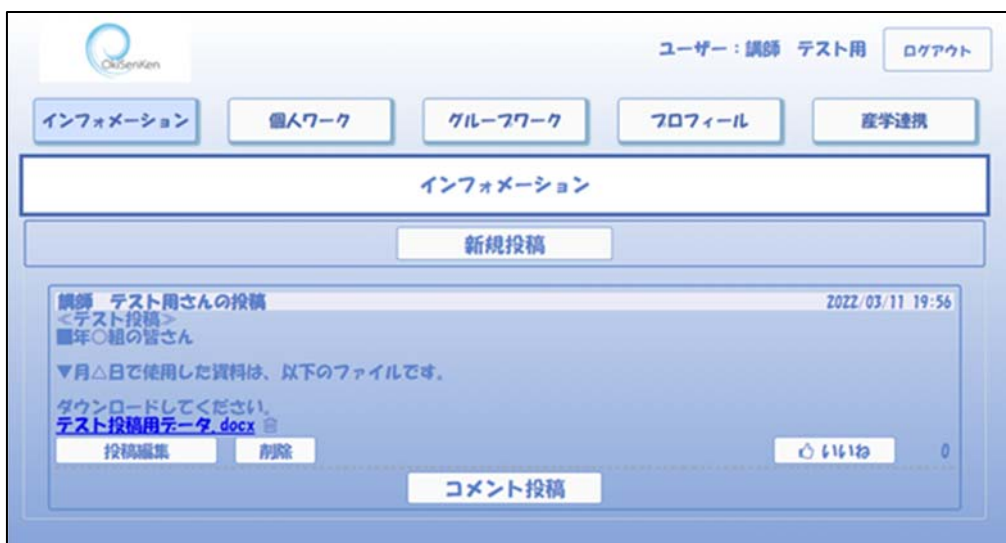 OkiSenKen
ユーザー：講師　テスト用
ログアウト
インフォメーション
個人ワーク
グループワーク
プロフィール
産学連携
インフォメーション
新規投稿
講師　テスト用さんの投稿
2022/03/11 19:56
＜テスト投稿＞
■年○組の皆さん
▼月△日で使用した資料は、以下のファイルです。
ダウンロードしてください。
テスト投稿用データ.docx
投稿編集
削除
いいね
0
コメント投稿